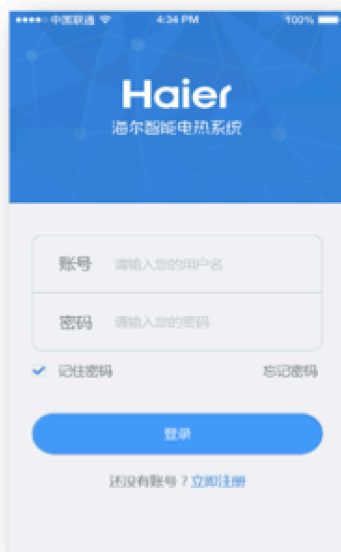 中国联通 4:34 PM 100%
Haier
海尔智能电热系统
账号 请输入您的用户名
密码 请输入您的密码
记住密码 忘记密码
登录
还没有账号？立即注册